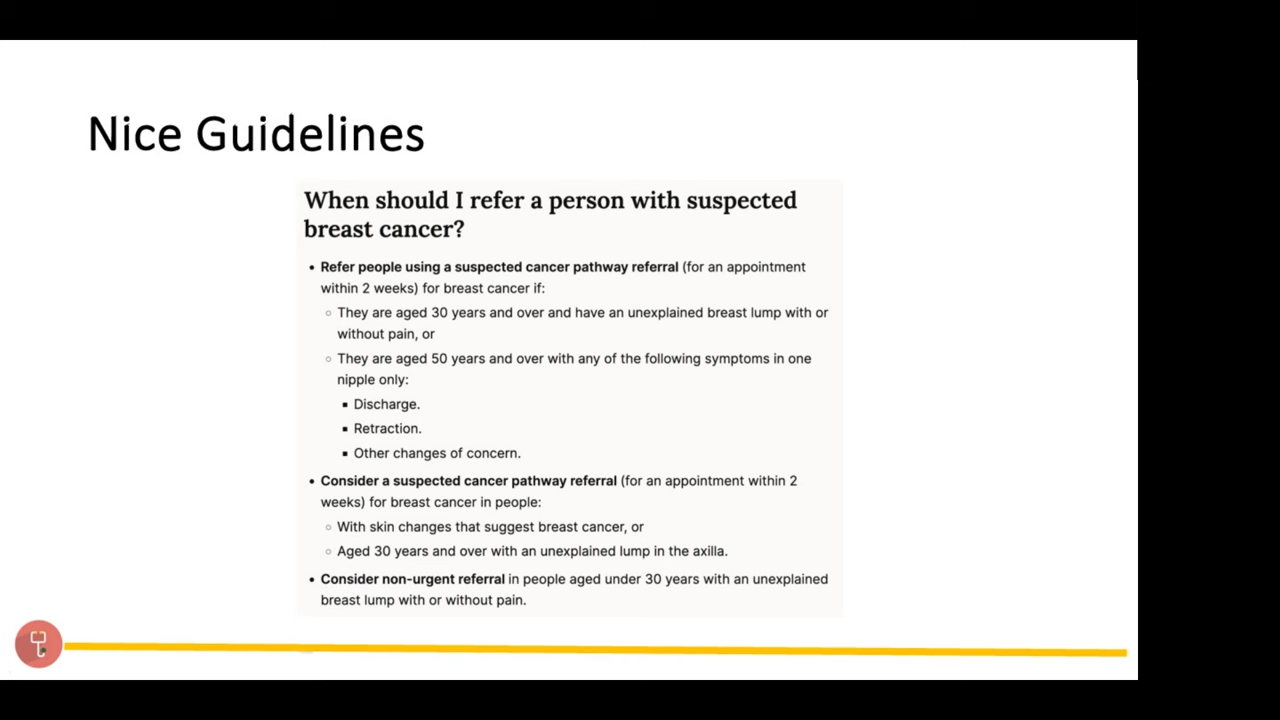 Nice Guidelines
When should I refer a person with suspected
breast cancer?
• Refer people using a suspected cancer pathway referral (for an appointment
within 2 weeks) for breast cancer if:
◦ They are aged 30 years and over and have an unexplained breast lump with or
without pain, or
◦ They are aged 50 years and over with any of the following symptoms in one
nipple only:
▪ Discharge.
▪ Retraction.
▪ Other changes of concern.
• Consider a suspected cancer pathway referral (for an appointment within 2
weeks) for breast cancer in people:
◦ With skin changes that suggest breast cancer, or
◦ Aged 30 years and over with an unexplained lump in the axilla.
• Consider non-urgent referral in people aged under 30 years with an unexplained
breast lump with or without pain.